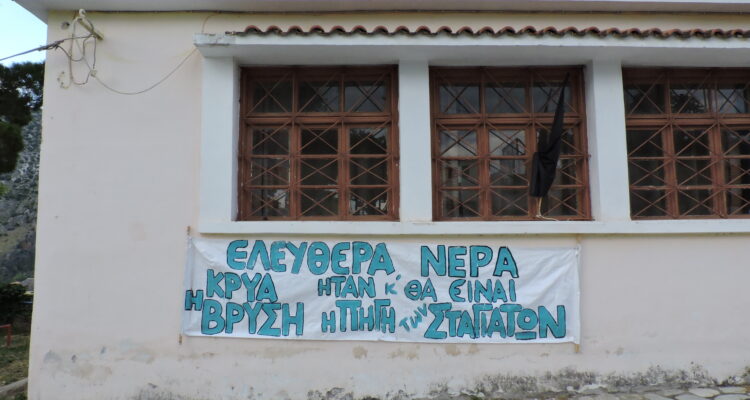 ΕΛΕΥΘΕΡΑ ΝΕΡΑ
ΚΡΥΑ ΗΤΑΝ Κ' ΘΑ ΕΙΝΑΙ
Η ΒΡΥΣΗ Η ΠΗΓΗ των ΣΤΑΓΙΑΤΩΝ